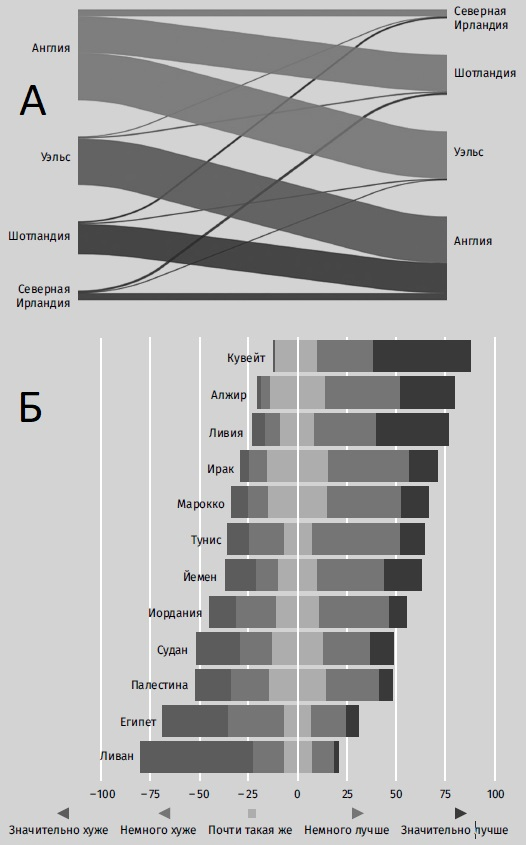 Северная
Ирландия
Англия
Шотландия
А
Уэльс
Уэльс
Шотландия
Англия
Северная
Ирландия
Кувейт
Алжир
Б
Ливия
Ирак
Марокко
Тунис
Йемен
Иордания
Судан
Палестина
Египет
Ливан
−100 −75 −50 −25 0 25 50 75 100
Значительно хуже Немного хуже Почти такая же Немного лучше Значительно лучше